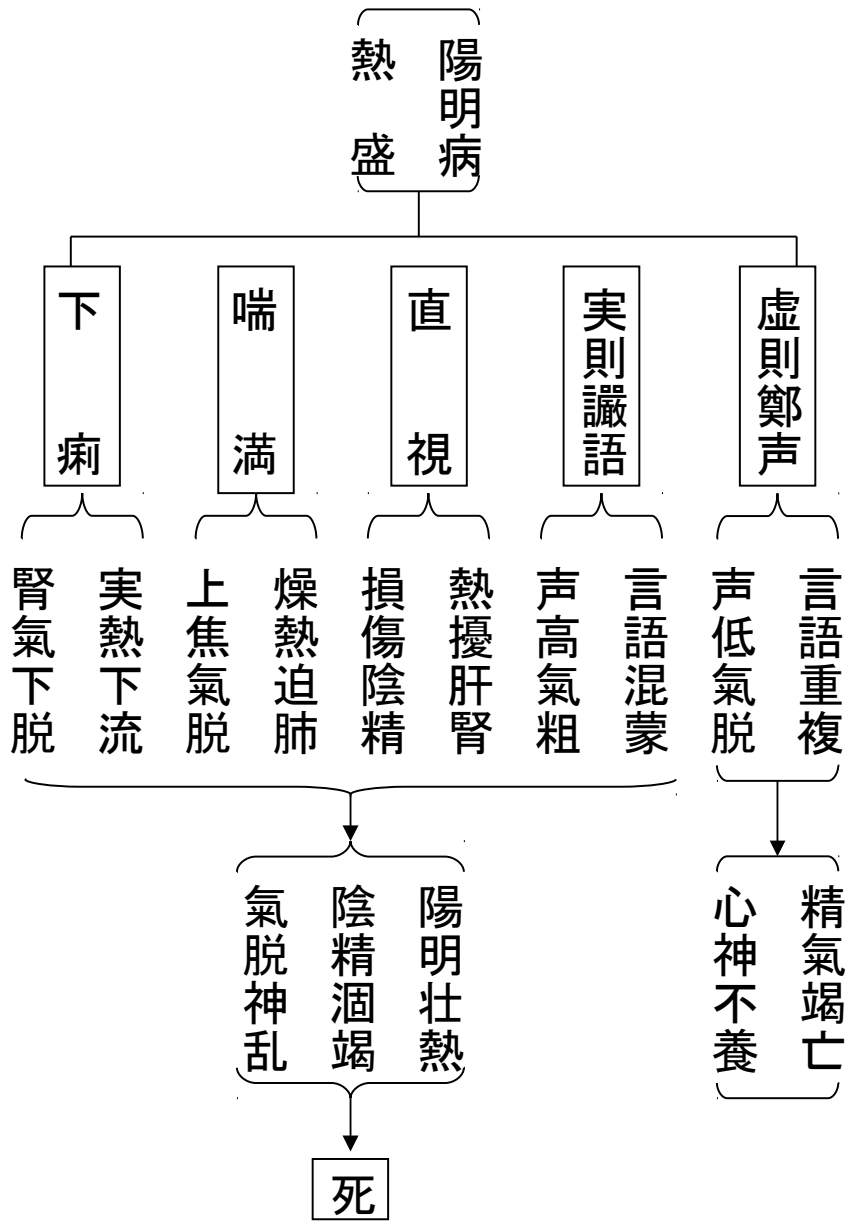 陽明病
熱盛
虚則鄭声
実則讝語
直視
喘満
下痢
言語重複
声低氣脱
言語混蒙
声高氣粗
熱擾肝腎
損傷陰精
燥熱迫肺
上焦氣脱
実熱下流
腎氣下脱
精氣竭亡
心神不養
陽明壮熱
陰精涸竭
氣脱神乱
死